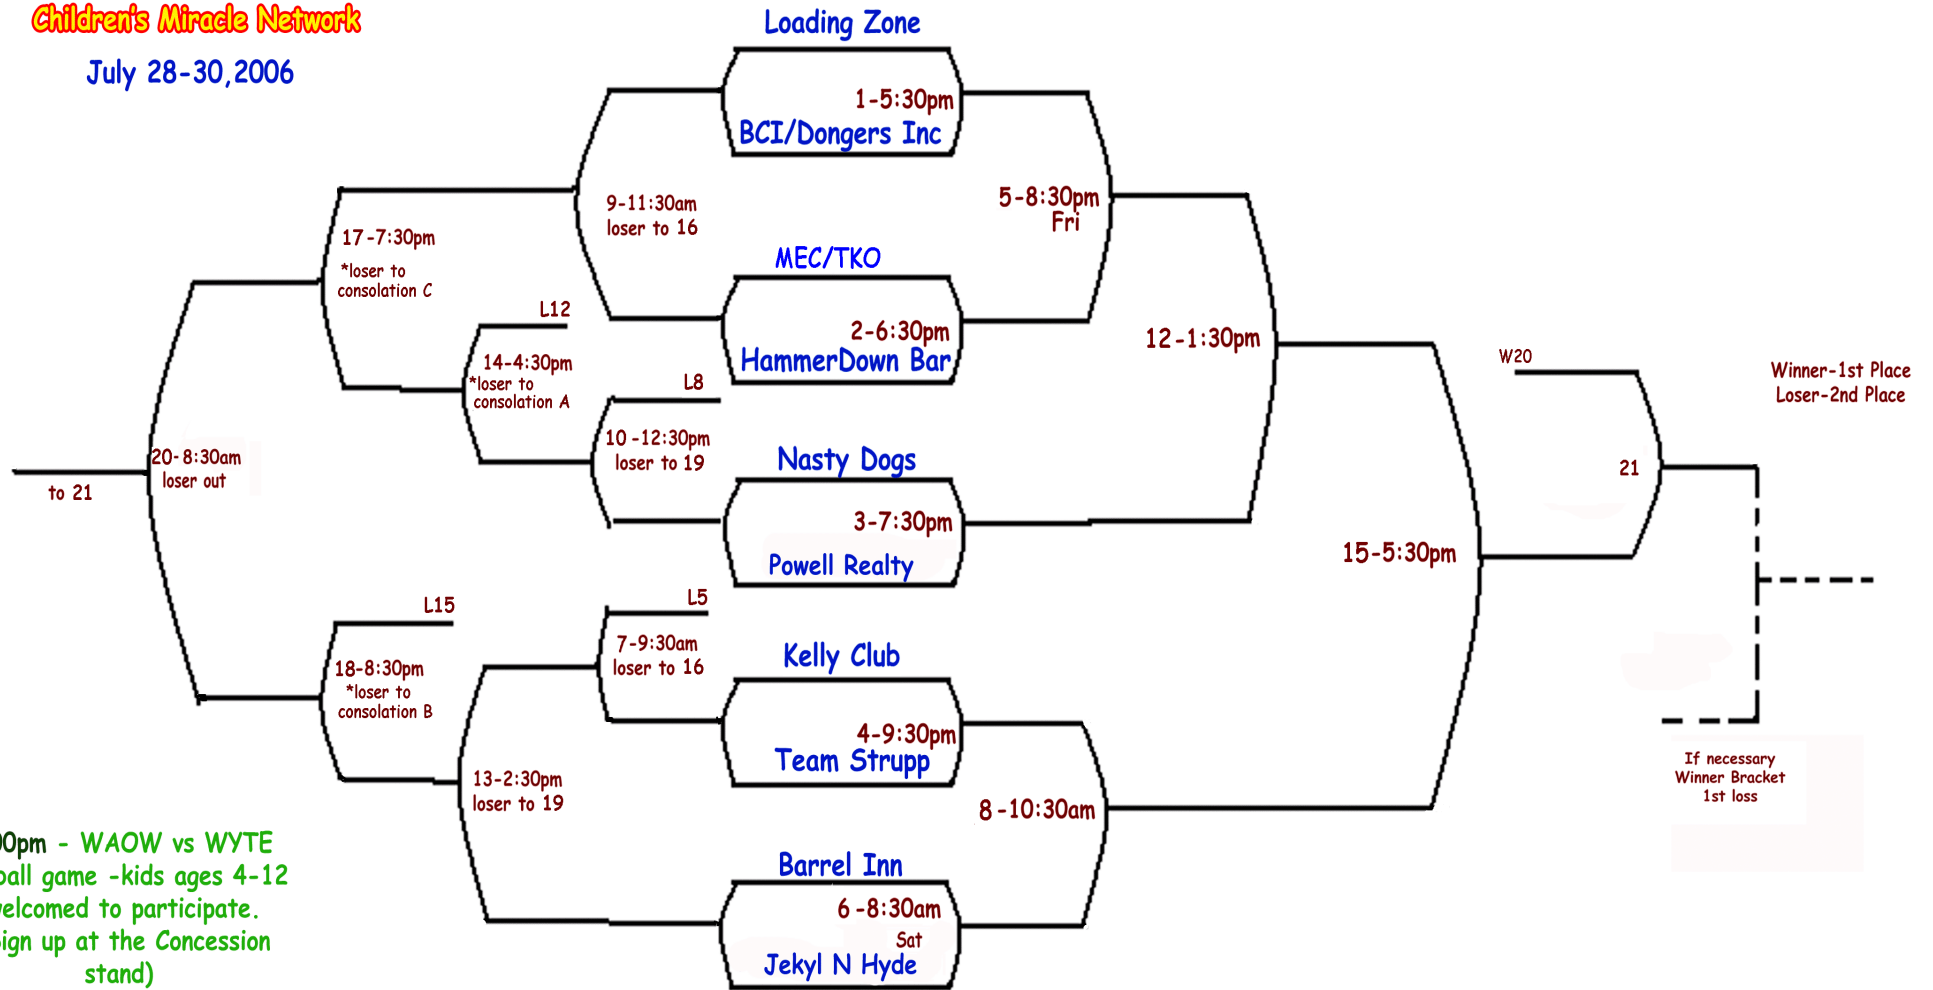 Children's Miracle Network
July 28-30,2006
Loading Zone
1-5:30pm
BCI/Dongers Inc
9-11:30am
loser to 16
5-8:30pm
Fri
17-7:30pm
*loser to
consolation C
MEC/TKO
2-6:30pm
HammerDown Bar
L12
14-4:30pm
*loser to
consolation A
12-1:30pm
L8
10-12:30pm
loser to 19
W20
Winner-1st Place
Loser-2nd Place
20-8:30am
loser out
to 21
Nasty Dogs
3-7:30pm
Powell Realty
21
15-5:30pm
L15
18-8:30pm
*loser to
consolation B
L5
7-9:30am
loser to 16
Kelly Club
4-9:30pm
Team Strupp
13-2:30pm
loser to 19
8-10:30am
If necessary
Winner Bracket
1st loss
Barrel Inn
6-8:30am
Sat
Jekyl N Hyde
0pm - WAOW vs WYTE
ball game -kids ages 4-12
elcomed to participate.
ign up at the Concession
stand)